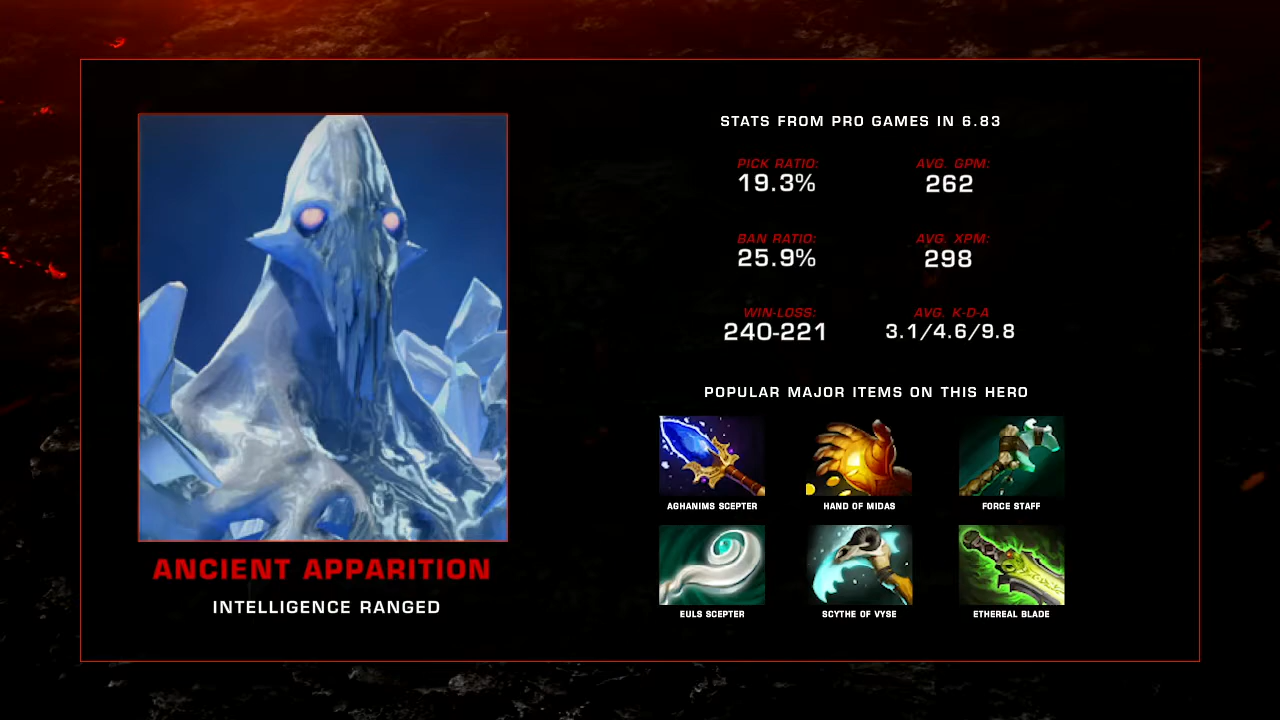 STATS FROM PRO GAMES IN 6.83
PICK RATIO: AVG. GPM:
19.3% 262
BAN RATIO: AVG. XPM:
25.9% 298
WIN-LOSS: AVG. K-D-A
240-221 3.1/4.6/9.8
POPULAR MAJOR ITEMS ON THIS HERO
AGHANIMS SCEPTER HAND OF MIDAS FORCE STAFF
EULS SCEPTER SCYTHE OF VYSE ETHEREAL BLADE
ANCIENT APPARITION
INTELLIGENCE RANGED